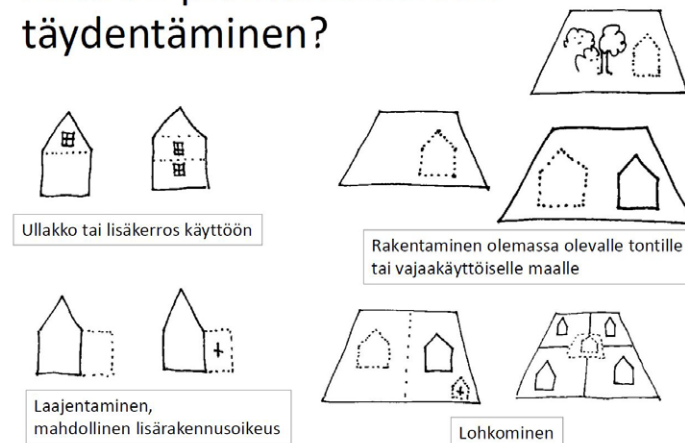 täydentäminen?
Ullakko tai lisäkerros käyttöön
Rakentaminen olemassa olevalle tontille
tai vajaakäyttöiselle maalle
Laajentaminen,
mahdollinen lisärakennusoikeus
Lohkominen